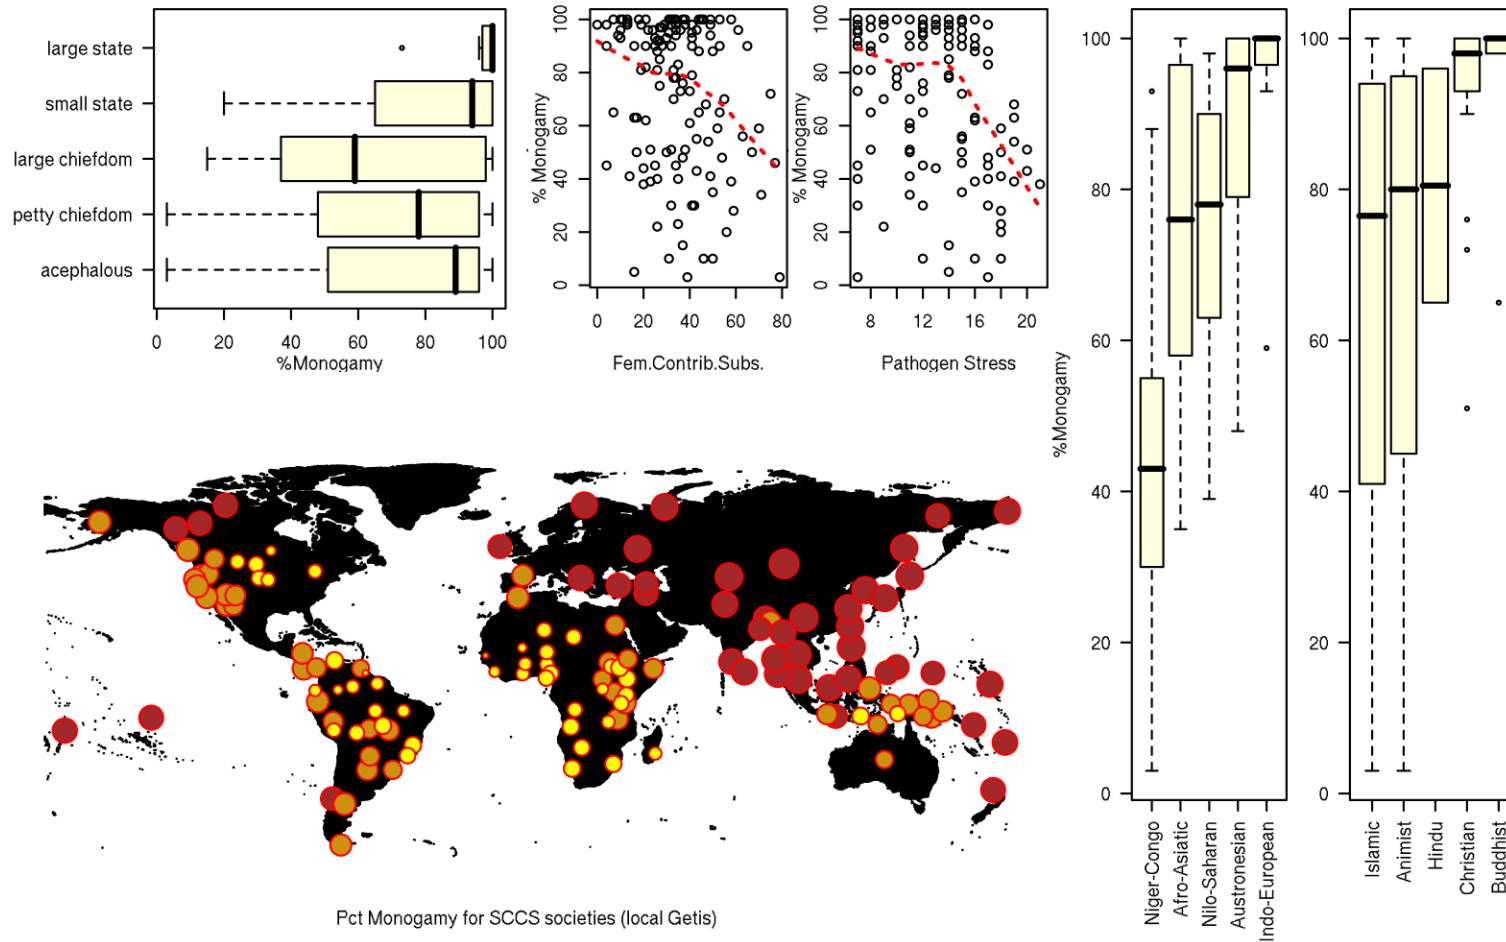 large state
small state
large chiefdom
petty chiefdom
acephalous
0 20 40 60 80 100
%Monogamy
% Monogamy
0 20 40 60 80 100
0 20 40 60 80
Fem.Contrib.Subs.
% Monogamy
0 20 40 60 80 100
8 12 16 20
Pathogen Stress
%Monogamy
0 20 40 60 80 100
Niger-Congo
Afro-Asiatic
Nilo-Saharan
Austronesian
Indo-European
0 20 40 60 80 100
Islamic
Animist
Hindu
Christian
Buddhist
Pct Monogamy for SCCS societies (local Getis)